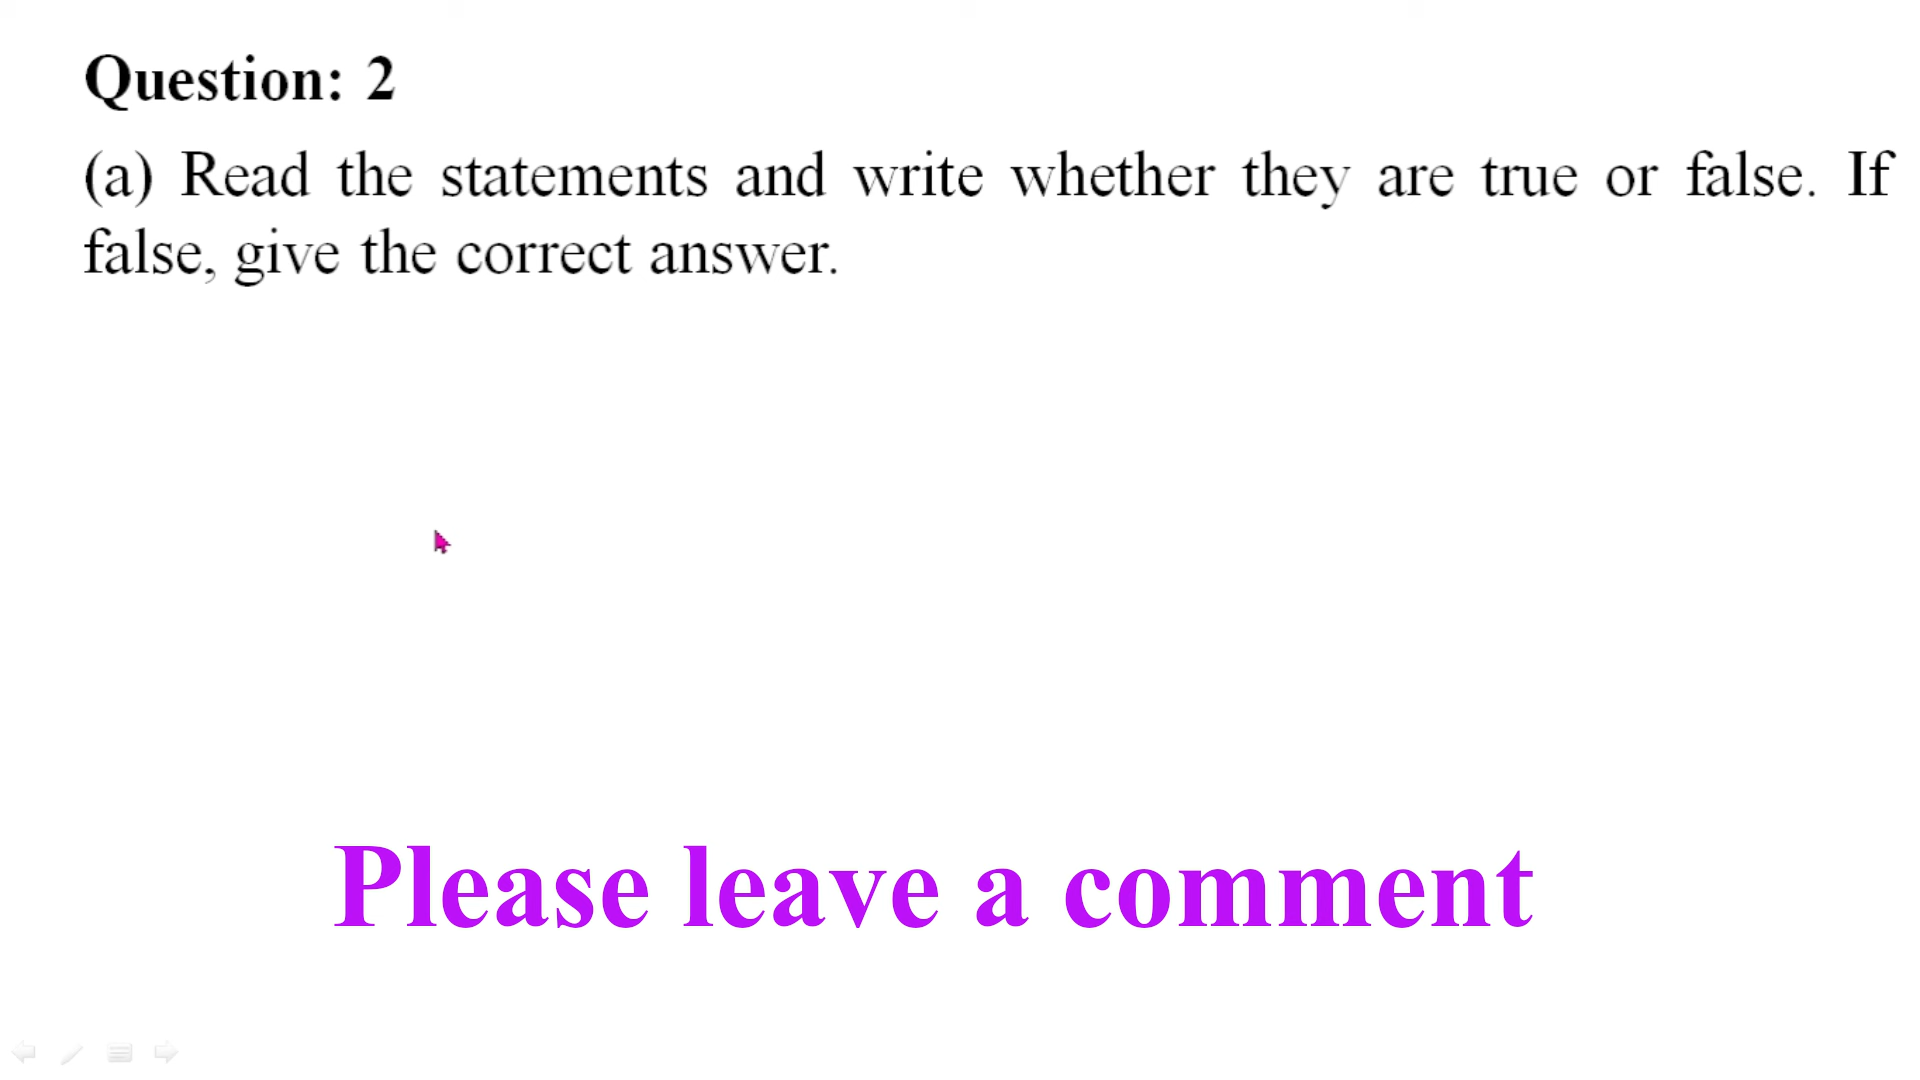 Question: 2
(a) Read the statements and write whether they are true or false. If
false, give the correct answer.
Please leave a comment